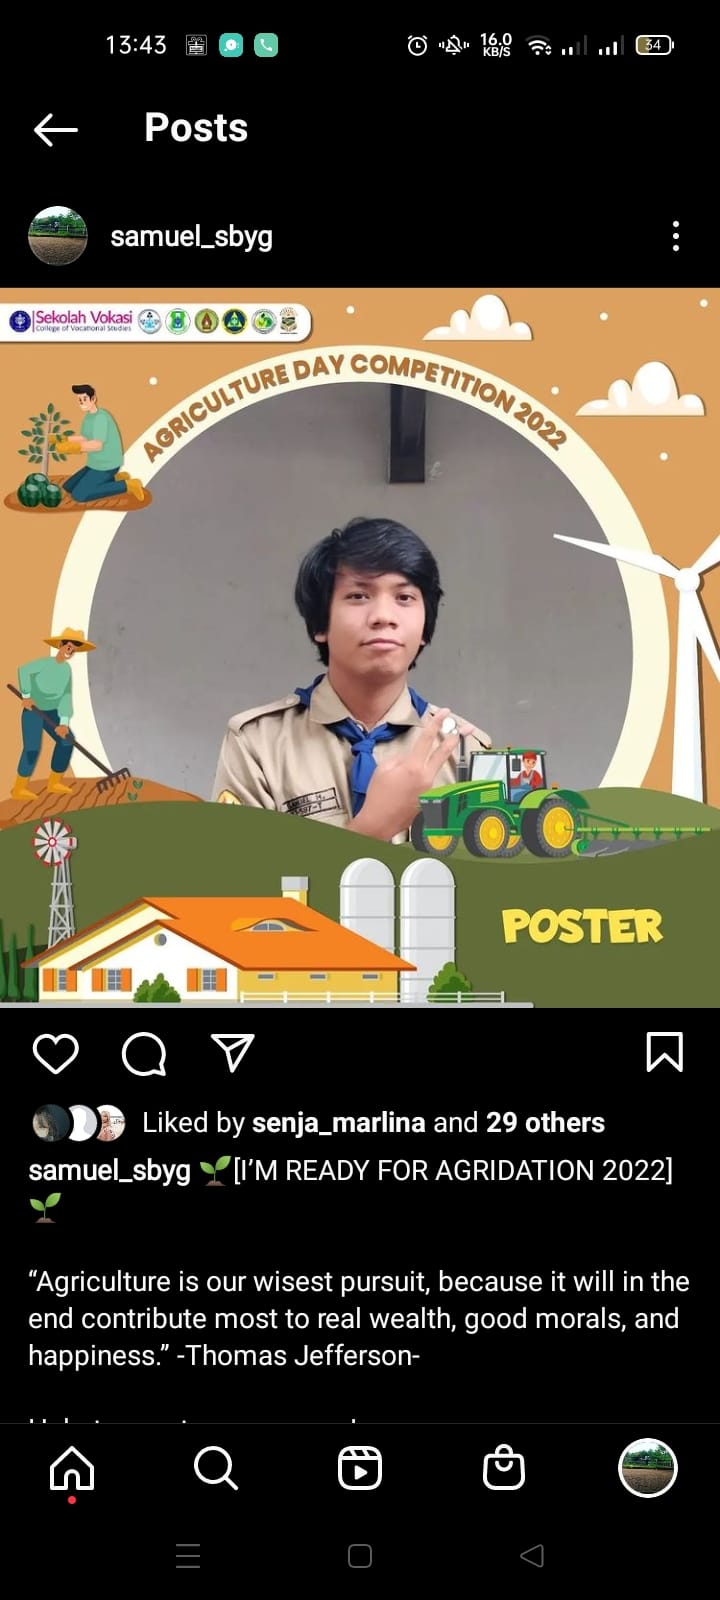 13:43
16.0
KB/S
34
Posts
samuel_sbyg
Sekolah Vokasi
College of Vocational Studies
AGRICULTURE DAY COMPETITION 2022
POSTER
Liked by senja_marlina and 29 others
samuel_sbyg 🌱[I’M READY FOR AGRIDATION 2022]
🌱
“Agriculture is our wisest pursuit, because it will in the
end contribute most to real wealth, good morals, and
happiness.” -Thomas Jefferson-